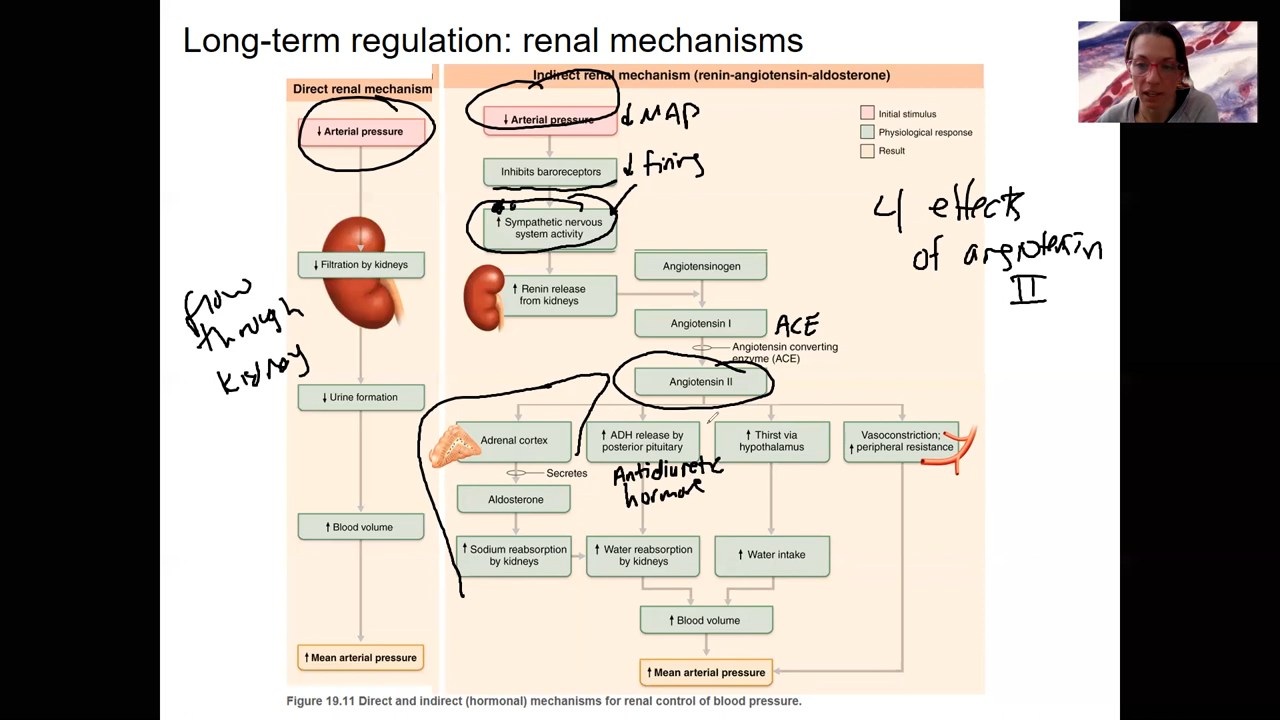 Long-term regulation: renal mechanisms
Direct renal mechanism
↓ Arterial pressure
↓ Filtration by kidneys
flow
through
kidney
↓ Urine formation
↑ Blood volume
↑ Mean arterial pressure
Indirect renal mechanism (renin-angiotensin-aldosterone)
↓ Arterial pressure
↓ MAP
Inhibits baroreceptors
↓ firing
↑ Sympathetic nervous
system activity
↑ Renin release
from kidneys
Angiotensinogen
Angiotensin I
ACE
Angiotensin converting
enzyme (ACE)
Angiotensin II
Adrenal cortex
Secretes
Aldosterone
↑ Sodium reabsorption
by kidneys
↑ ADH release by
posterior pituitary
Antidiuretic
hormone
↑ Water reabsorption
by kidneys
↑ Thirst via
hypothalamus
↑ Water intake
Vasoconstriction;
↑ peripheral resistance
↑ Blood volume
↑ Mean arterial pressure
Initial stimulus
Physiological response
Result
4 effects
of angiotensin
II
Figure 19.11 Direct and indirect (hormonal) mechanisms for renal control of blood pressure.